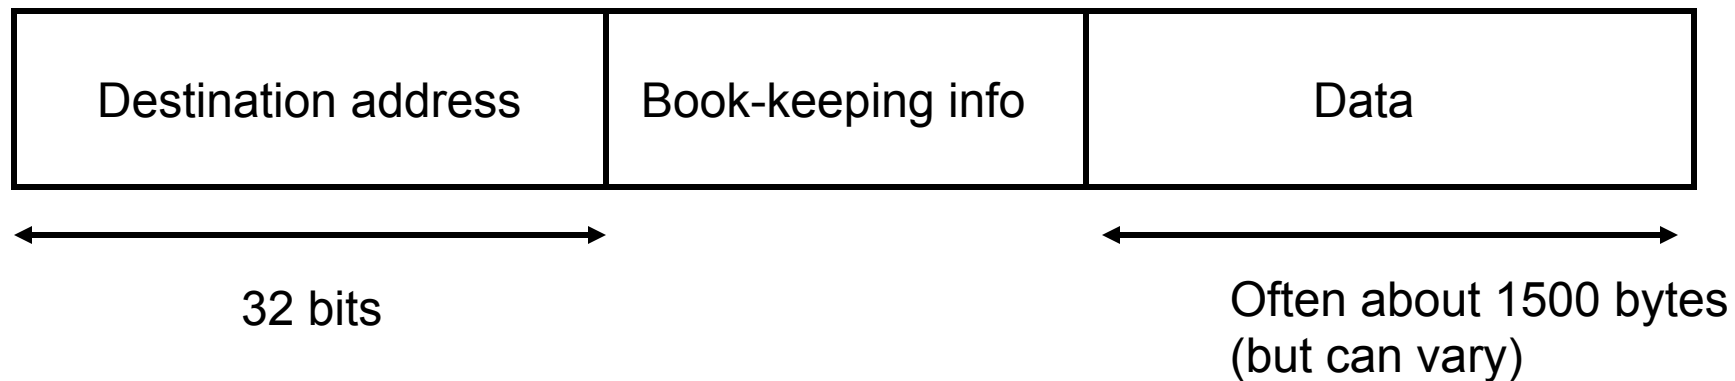 Destination address
Book-keeping info
Data
32 bits
Often about 1500 bytes
(but can vary)